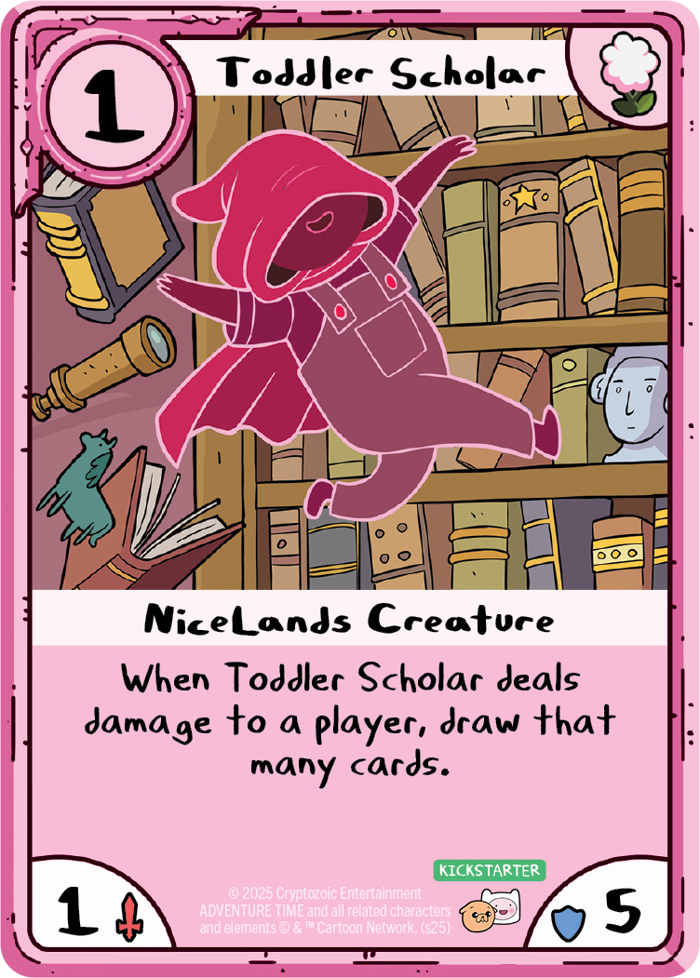 1
Toddler Scholar
NiceLands Creature
When Toddler Scholar deals
damage to a player, draw that
many cards.
KICKSTARTER
© 2025 Cryptozoic Entertainment
ADVENTURE TIME and all related characters
and elements © & ™ Cartoon Network. (s25)
1
5